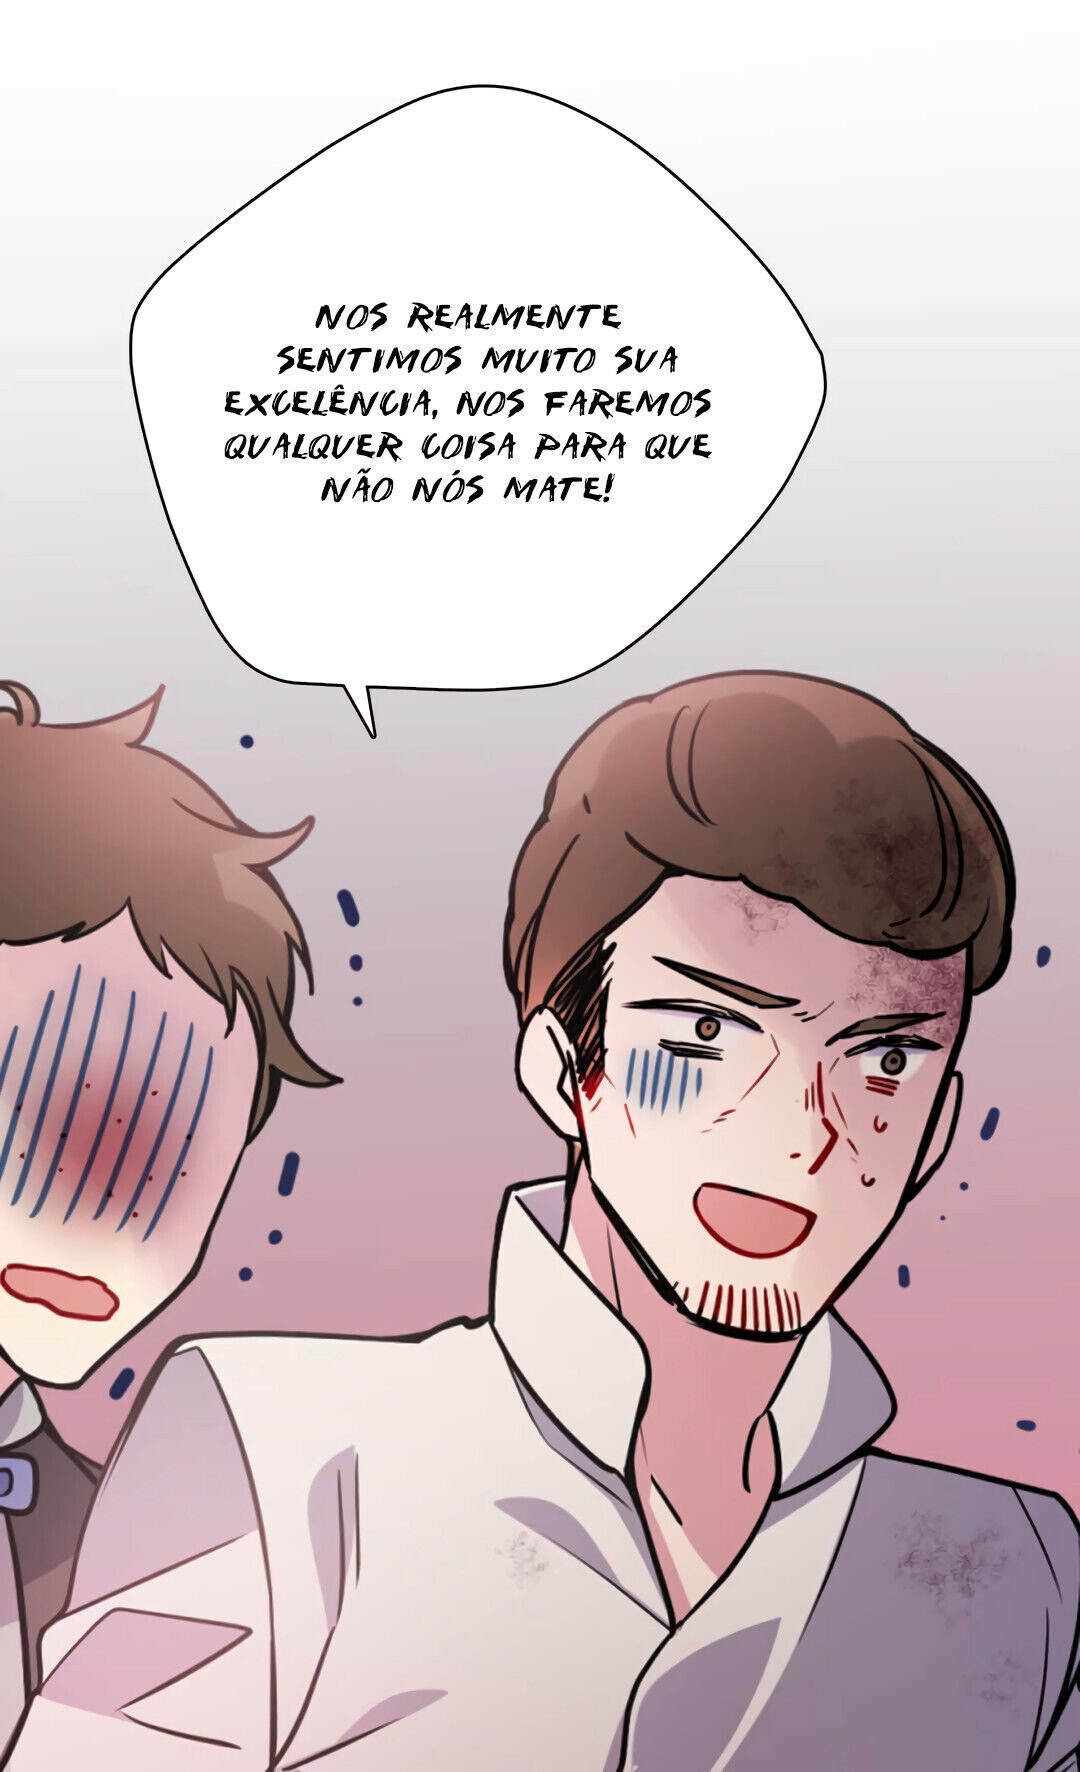 NOS REALMENTE
SENTIMOS MUITO SUA
EXCELÊNCIA, NOS FAREMOS
QUALQUER COISA PARA QUE
NÃO NÓS MATE!